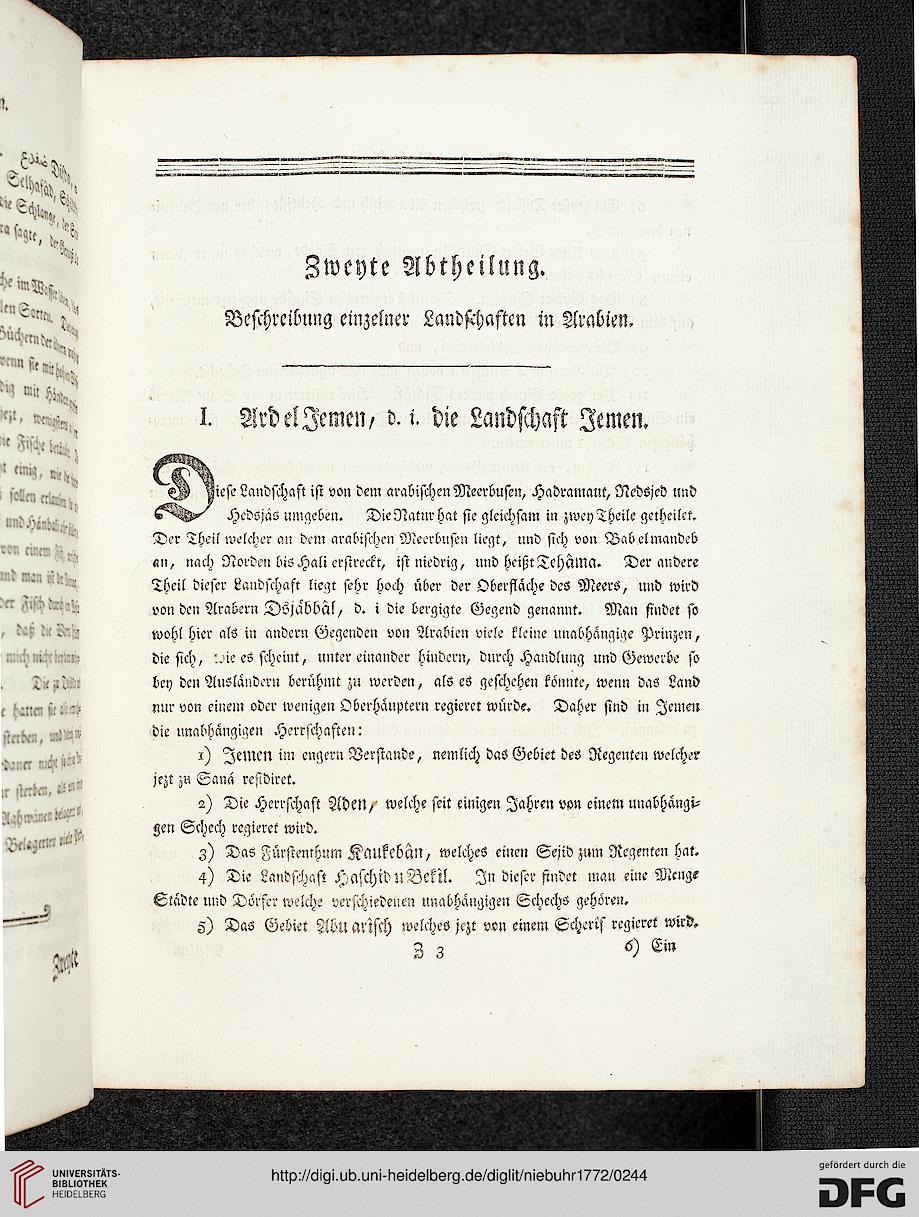 Zweyte Abtheilung.
Beschreibung einzelner Landschaften in Arabien.
I. Ard el Jemen, d. i. die Landschaft Jemen.
Diese Landschaft ist von dem arabischen Meerbusen, Hadramaut, Nedsjed und
Hedsjâs umgeben. Die Natur hat sie gleichsam in zwey Theile getheilet.
Der Theil welcher an dem arabischen Meerbusen liegt, und sich von Bab elmandeb
an, nach Norden bis Hali erstreckt, ist niedrig, und heißt Tehâma. Der andere
Theil dieser Landschaft liegt sehr hoch über der Oberfläche des Meers, und wird
von den Arabern Dsjäbbâl, d. i die bergigte Gegend genannt. Man findet so
wohl hier als in andern Gegenden von Arabien viele kleine unabhängige Prinzen,
die sich, wie es scheint, unter einander hindern, durch Handlung und Gewerbe so
bey den Ausländern berühmt zu werden, als es geschehen könnte, wenn das Land
nur von einem oder wenigen Oberhäuptern regieret würde. Daher sind in Jemen
die unabhängigen Herrschaften:
1) Jemen im engern Verstande, nemlich das Gebiet des Regenten welcher
jezt zu Saná residiret.
2) Die Herrschaft Aden, welche seit einigen Jahren von einem unabhängi-
gen Schech regieret wird.
3) Das Fürstenthum Kaukebân, welches einen Sejid zum Regenten hat.
4) Die Landschaft Haschid u Bekîl. In dieser findet man eine Menge
Städte und Dörfer welche verschiedenen unabhängigen Schechs gehören.
5) Das Gebiet Abu arîsch welches jezt von einem Scherif regieret wird.
Z 3
6) Ein
Zweyte
UNIVERSITÄTS-
BIBLIOTHEK
HEIDELBERG
http://digi.ub.uni-heidelberg.de/diglit/niebuhr1772/0244
gefördert durch die
DFG